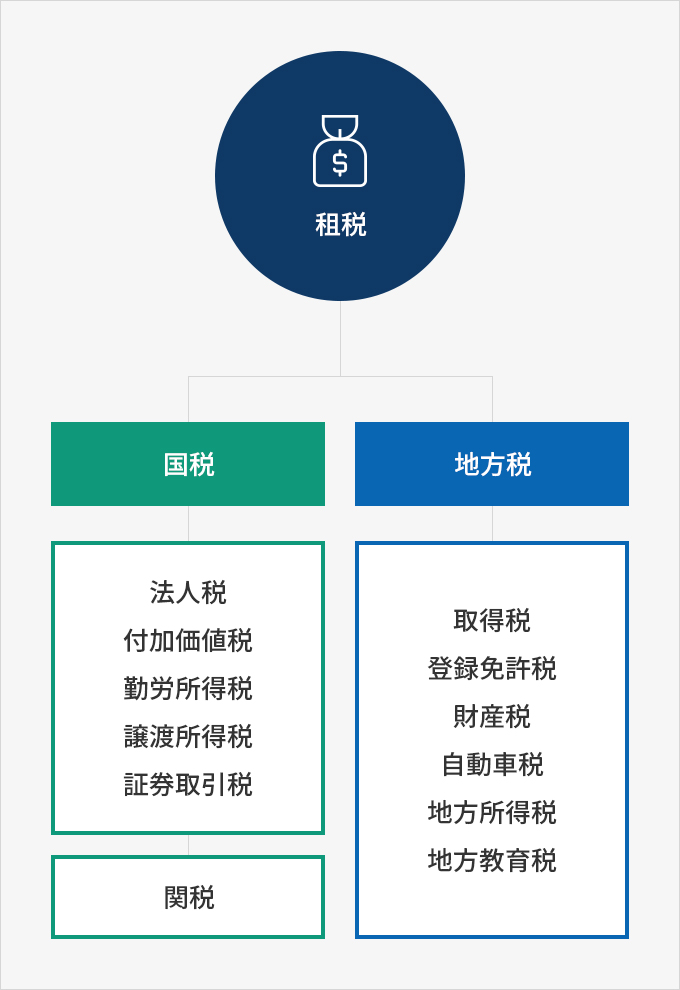 $
租税
国税
法人税
付加価値税
勤労所得税
譲渡所得税
証券取引税
関税
地方税
取得税
登録免許税
財産税
自動車税
地方所得税
地方教育税